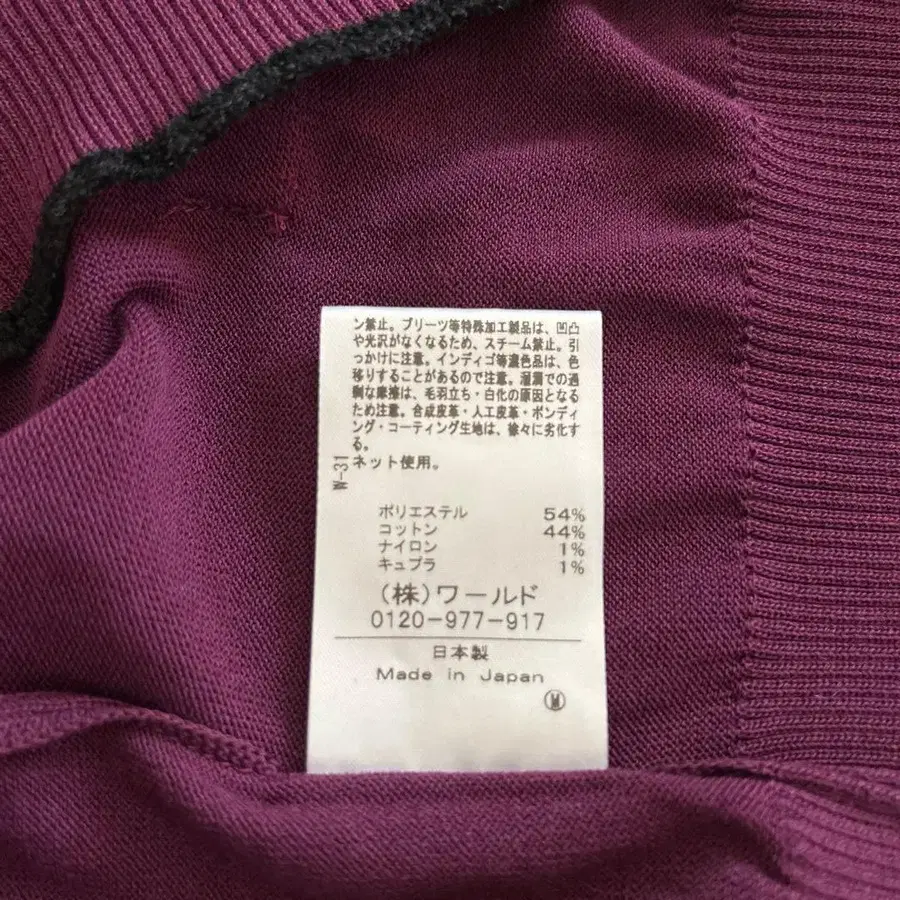 ン禁止。プリーツ等特殊加工製品は、凹凸
や光沢がなくなるため、スチーム禁止。引
っかけに注意。インディゴ等濃色品は、色
移りすることがあるので注意。湿潤での過
剰な摩擦は、毛羽立ち・白化の原因となる
ため注意。合成皮革・人工皮革・ボンディ
ング・コーティング生地は、徐々に劣化す
る。
ネット使用。
W-31
ポリエステル 54%
コットン 44%
ナイロン 1%
キュプラ 1%
(株)ワールド
0120-977-917
日本製
Made in Japan
Ⓜ